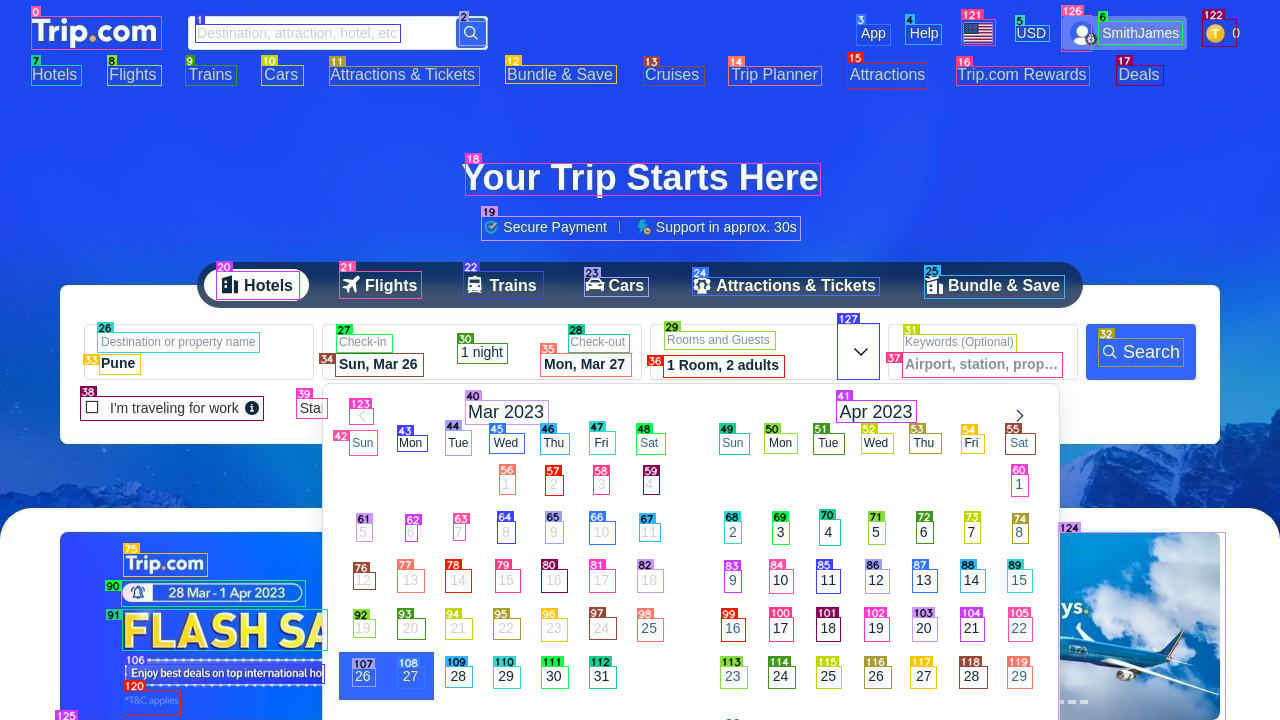 Trip.com
Destination, attraction, hotel, etc
App
Help
USD
SmithJames
0
Hotels
Flights
Trains
Cars
Attractions & Tickets
Bundle & Save
Cruises
Trip Planner
Attractions
Trip.com Rewards
Deals
Your Trip Starts Here
Secure Payment
Support in approx. 30s
Hotels
Flights
Trains
Cars
Attractions & Tickets
Bundle & Save
Destination or property name
Pune
Check-in
Sun, Mar 26
1 night
Check-out
Mon, Mar 27
Rooms and Guests
1 Room, 2 adults
Keywords (Optional)
Airport, station, prop…
Search
I'm traveling for work
Star
Mar 2023
Sun Mon Tue Wed Thu Fri Sat
1 2 3 4
5 6 7 8 9 10 11
12 13 14 15 16 17 18
19 20 21 22 23 24 25
26 27 28 29 30 31
Apr 2023
Sun Mon Tue Wed Thu Fri Sat
1
2 3 4 5 6 7 8
9 10 11 12 13 14 15
16 17 18 19 20 21 22
23 24 25 26 27 28 29
Trip.com
28 Mar - 1 Apr 2023
FLASH SA
Enjoy best deals on top international ho
*T&C applies
ys.